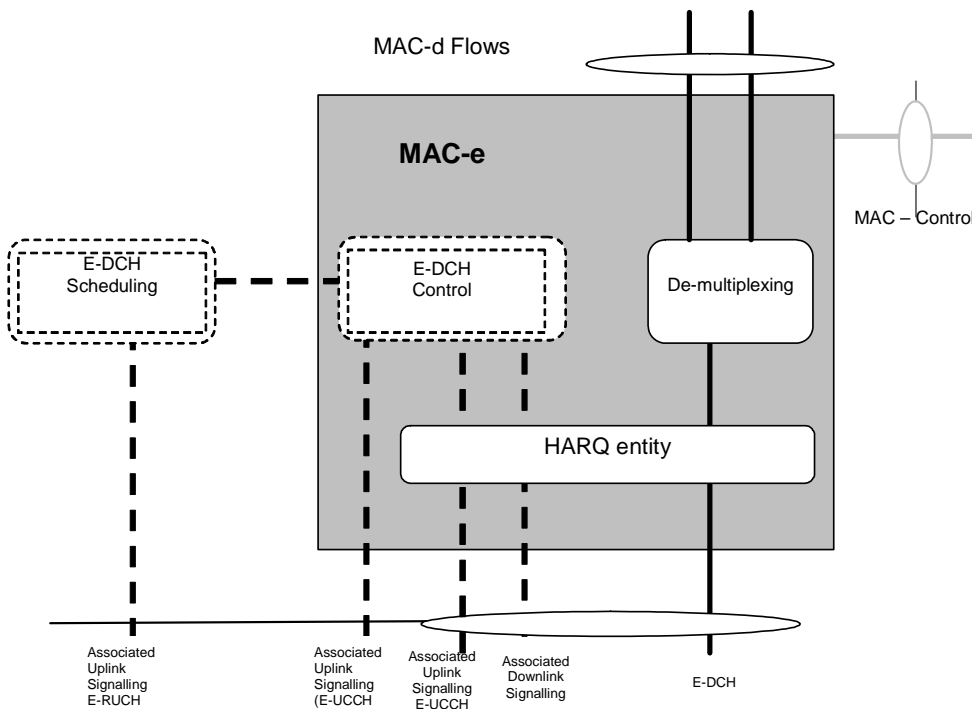 MAC-d Flows
MAC-e
MAC – Control
E-DCH
Scheduling
E-DCH
Control
De-multiplexing
HARQ entity
Associated
Uplink
Signalling
E-RUCH
Associated
Uplink
Signalling
(E-UCCH
Associated
Uplink
Signalling
E-UCCH
Associated
Downlink
Signalling
E-DCH